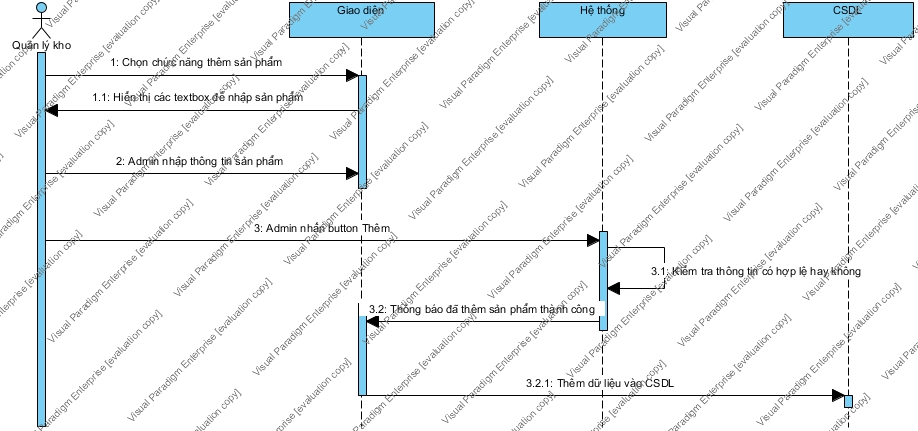 Giao diện
Hệ thống
CSDL
Quản lý kho
1: Chọn chức năng thêm sản phẩm
1.1: Hiển thị các textbox để nhập sản phẩm
2: Admin nhập thông tin sản phẩm
3: Admin nhấn button Thêm
3.1: Kiểm tra thông tin có hợp lệ hay không
3.2: Thông báo đã thêm sản phẩm thành công
3.2.1: Thêm dữ liệu vào CSDL
Visual Paradigm Enterprise [evaluation copy]